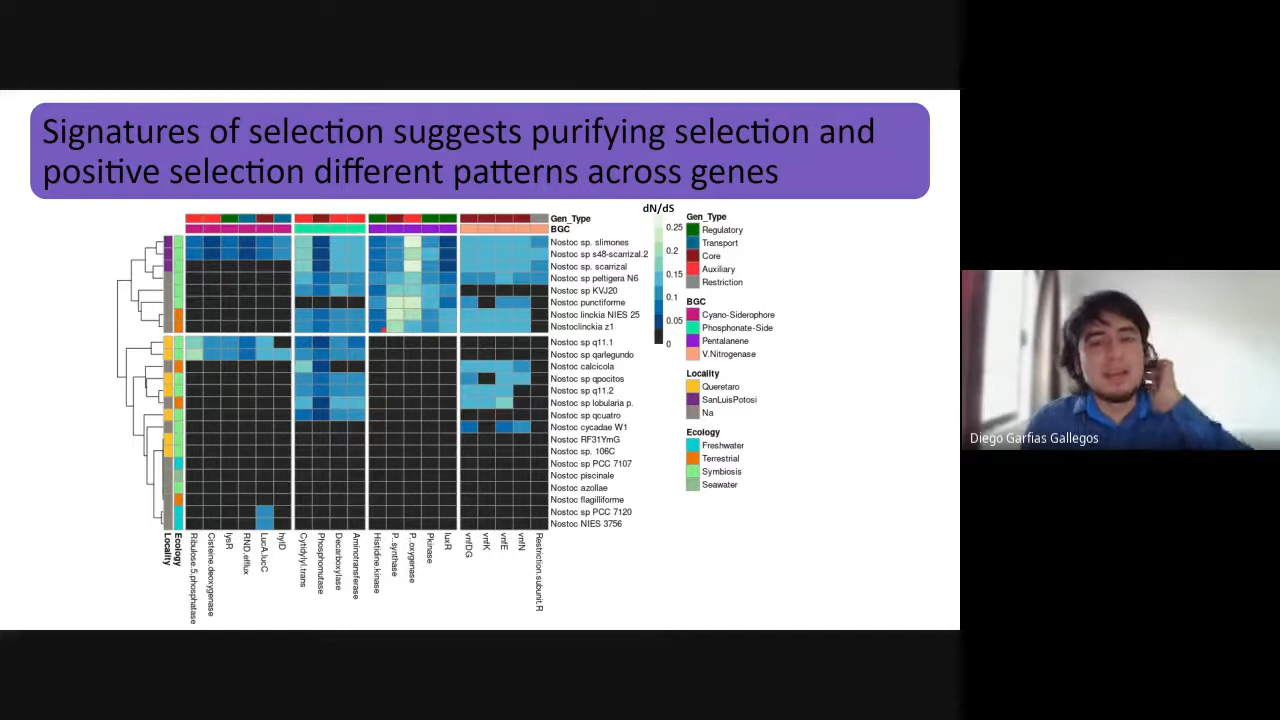 Signatures of selection suggests purifying selection and
positive selection different patterns across genes
dN/dS
0.25
0.2
0.15
0.1
0.05
0
Gen_Type
BGC
Nostoc sp. slimones
Nostoc sp s48-scarrizal.2
Nostoc sp. scarrizal
Nostoc sp peltigera N6
Nostoc sp KVJ20
Nostoc punctiforme
Nostoc linckia NIES 25
Nostoclinckia z1
Nostoc sp q11.1
Nostoc sp qarlegundo
Nostoc calcicola
Nostoc sp qpocitos
Nostoc sp q11.2
Nostoc sp lobularia p.
Nostoc sp qcuatro
Nostoc cycadae W1
Nostoc RF31YmG
Nostoc sp. 106C
Nostoc sp PCC 7107
Nostoc piscinale
Nostoc azollae
Nostoc flagilliforme
Nostoc sp PCC 7120
Nostoc NIES 3756
Gen_Type
Regulatory
Transport
Core
Auxiliary
Restriction
BGC
Cyano-Siderophore
Phosphonate-Side
Pentalanene
V.Nitrogenase
Locality
Queretaro
SanLuisPotosi
Na
Ecology
Freshwater
Terrestrial
Symbiosis
Seawater
Locality
Ecology
Ribulose.5.phosphatase
Cisteine.deoxygenase
lysR
RND.efflux
LucA.lucC
hylD
Cytidylyl.trans
Phosphomutase
Decarboxylase
Aminotransferase
Histidine.kinase
P..synthase
P..oxygenase
Pkinase
luxR
vnfDG
vnfK
vnfE
vnfN
Restriction.subunit.R
Diego Garfias Gallegos